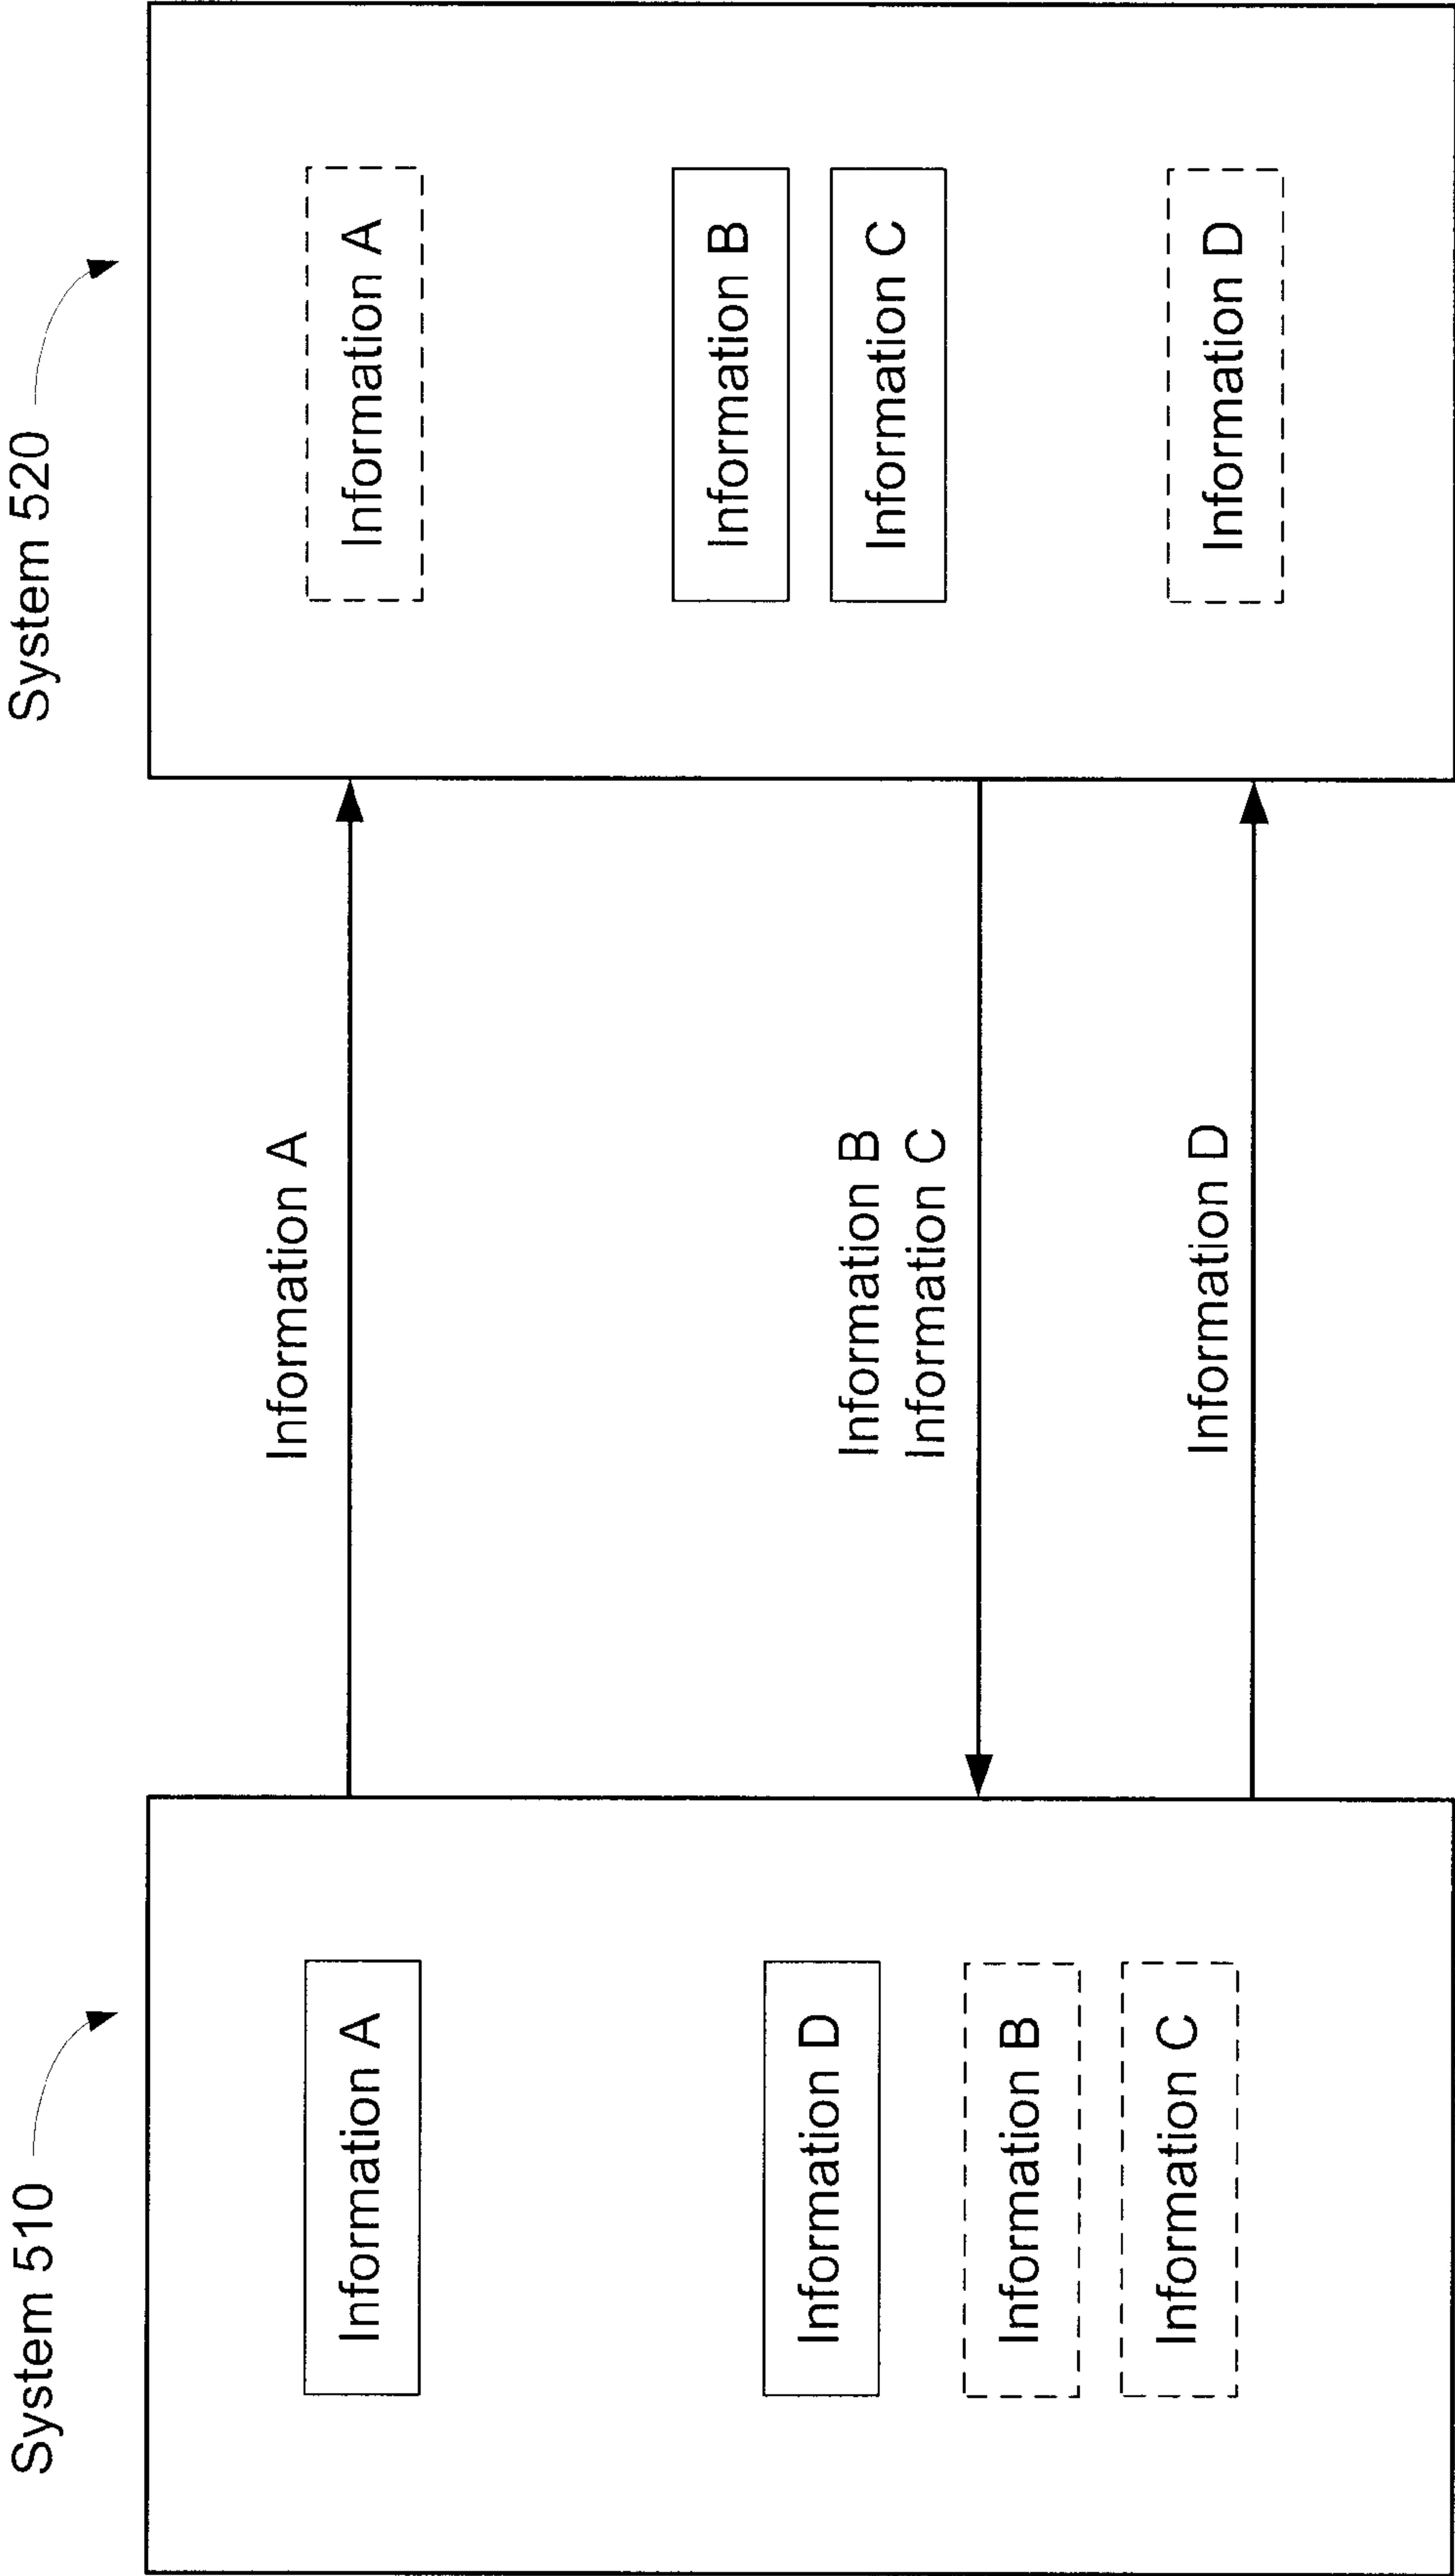 System 510
System 520
Information A
Information A
Information A
Information D
Information B
Information C
Information B
Information C
Information B
Information C
Information D
Information D